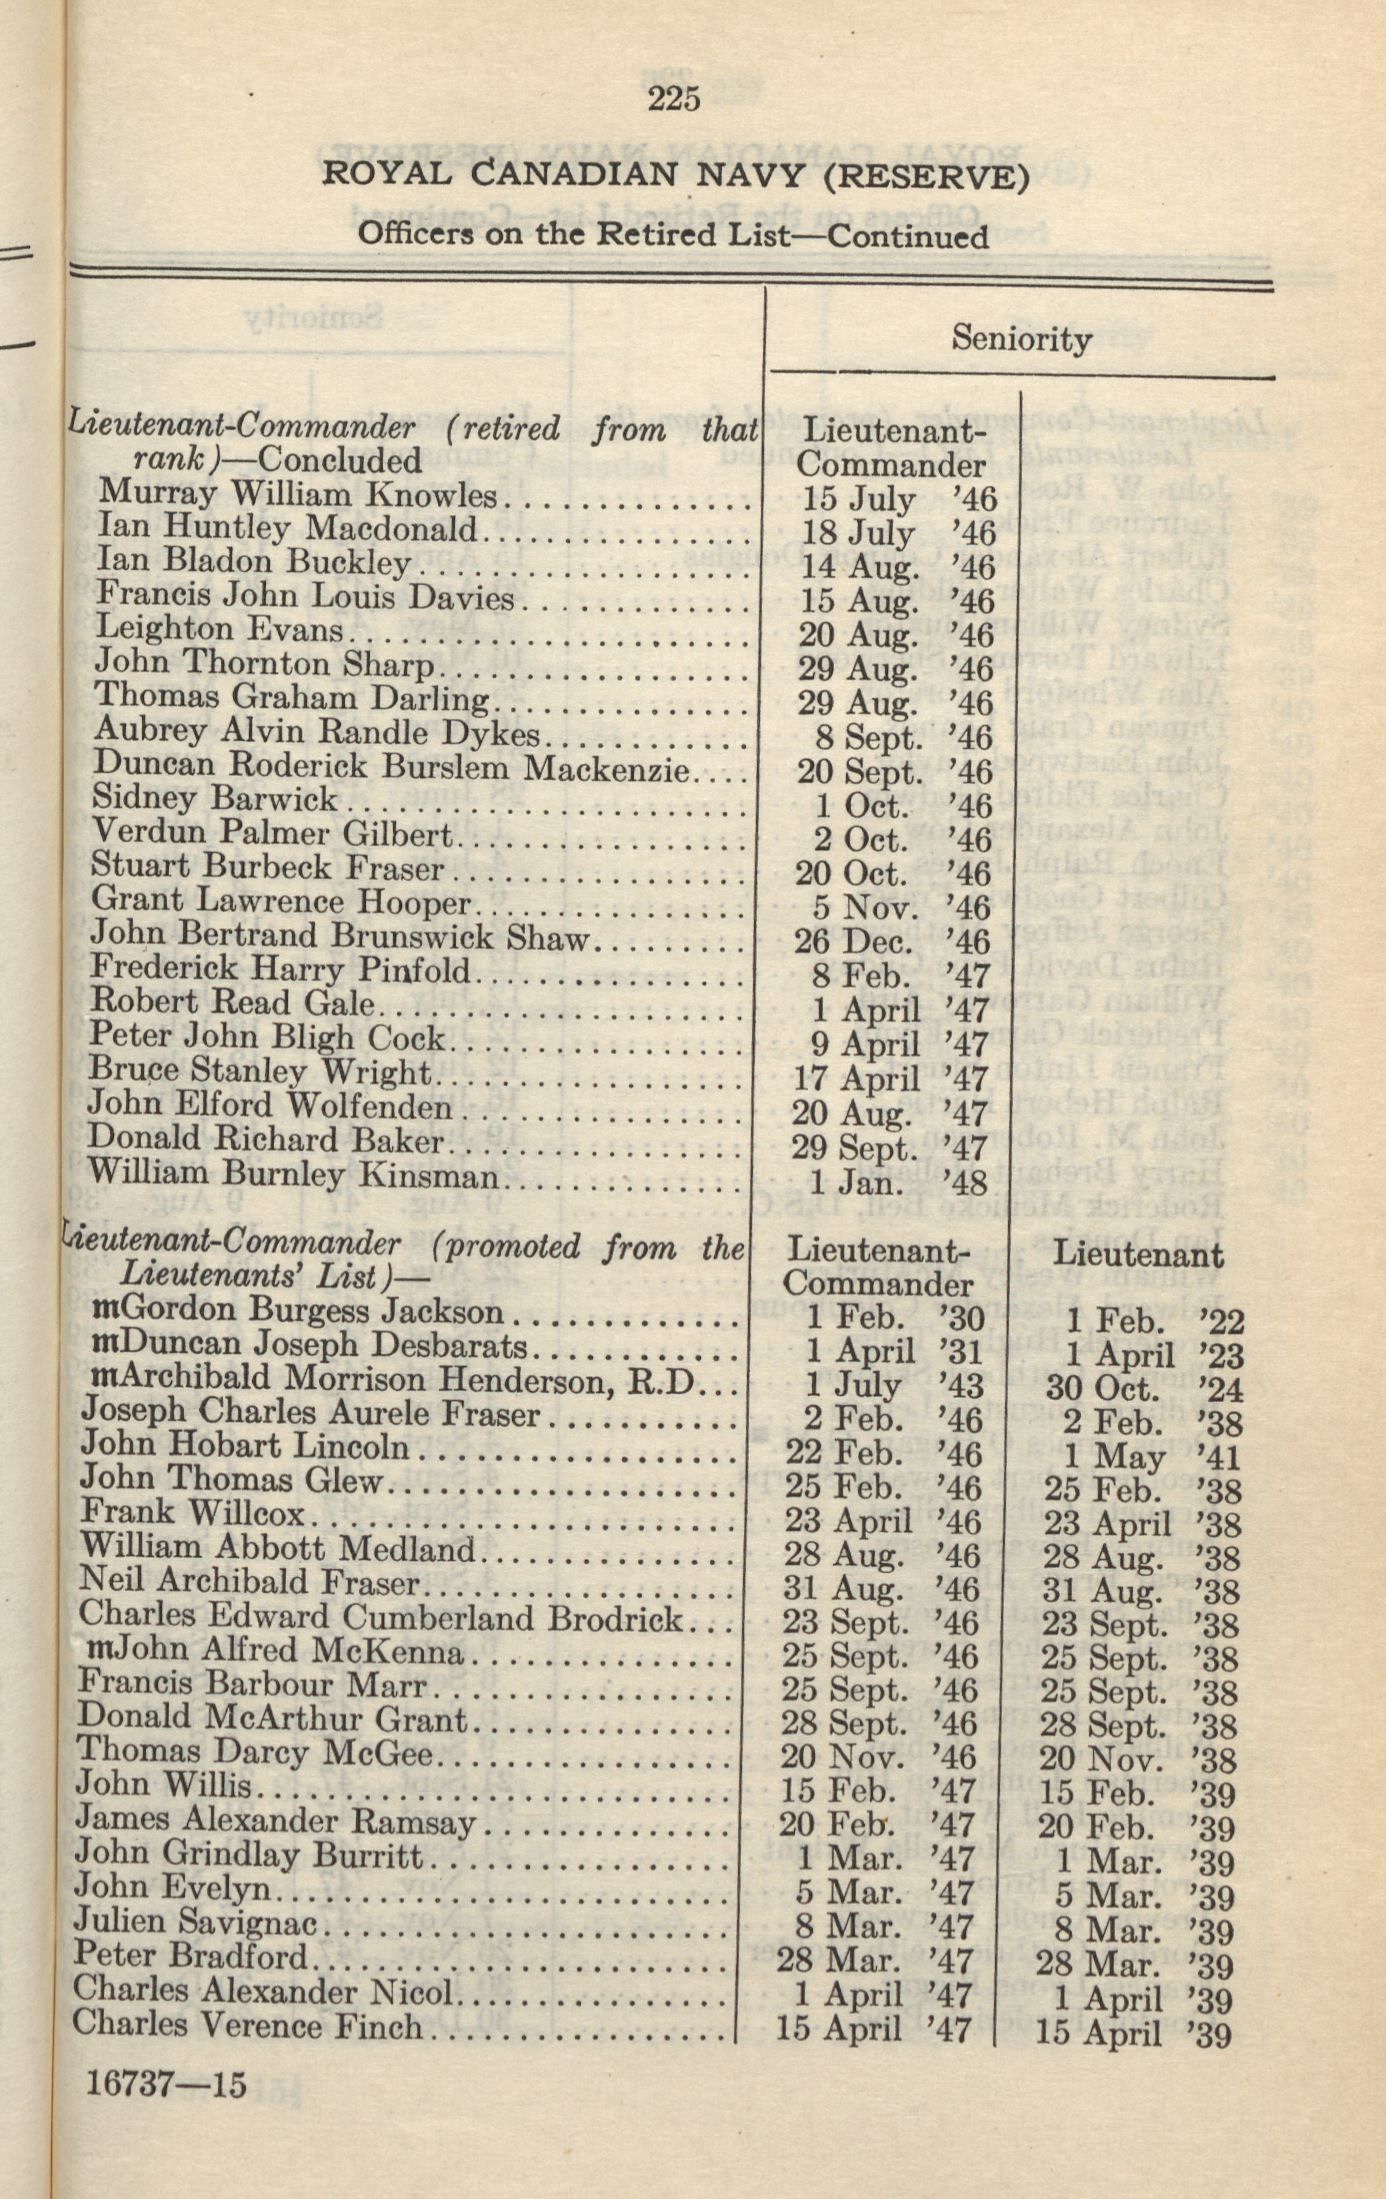 225
ROYAL CANADIAN NAVY (RESERVE)
Officers on the Retired List—Continued
Seniority
Lieutenant-Commander (retired from that Lieutenant-
rank)—Concluded Commander
Murray William Knowles.............. 15 July '46
Ian Huntley Macdonald................ 18 July '46
Ian Bladon Buckley................... 14 Aug. '46
Francis John Louis Davies............. 15 Aug. '46
Leighton Evans....................... 20 Aug. '46
John Thornton Sharp.................. 29 Aug. '46
Thomas Graham Darling............... 29 Aug. '46
Aubrey Alvin Randle Dykes............ 8 Sept. '46
Duncan Roderick Burslem Mackenzie.... 20 Sept. '46
Sidney Barwick....................... 1 Oct. '46
Verdun Palmer Gilbert................. 2 Oct. '46
Stuart Burbeck Fraser................. 20 Oct. '46
Grant Lawrence Hooper................ 5 Nov. '46
John Bertrand Brunswick Shaw......... 26 Dec. '46
Frederick Harry Pinfold................ 8 Feb. '47
Robert Read Gale..................... 1 April '47
Peter John Bligh Cock................. 9 April '47
Bruce Stanley Wright.................. 17 April '47
John Elford Wolfenden................ 20 Aug. '47
Donald Richard Baker................. 29 Sept. '47
William Burnley Kinsman.............. 1 Jan. '48
Lieutenant-Commander (promoted from the Lieutenant- Lieutenant
Lieutenants' List)— Commander
mGordon Burgess Jackson............. 1 Feb. '30 1 Feb. '22
mDuncan Joseph Desbarats............ 1 April '31 1 April '23
mArchibald Morrison Henderson, R.D... 1 July '43 30 Oct. '24
Joseph Charles Aurele Fraser........... 2 Feb. '46 2 Feb. '38
John Hobart Lincoln.................. 22 Feb. '46 1 May '41
John Thomas Glew.................... 25 Feb. '46 25 Feb. '38
Frank Willcox........................ 23 April '46 23 April '38
William Abbott Medland............... 28 Aug. '46 28 Aug. '38
Neil Archibald Fraser.................. 31 Aug. '46 31 Aug. '38
Charles Edward Cumberland Brodrick... 23 Sept. '46 23 Sept. '38
mJohn Alfred McKenna............... 25 Sept. '46 25 Sept. '38
Francis Barbour Marr................. 25 Sept. '46 25 Sept. '38
Donald McArthur Grant............... 28 Sept. '46 28 Sept. '38
Thomas Darcy McGee................. 20 Nov. '46 20 Nov. '38
John Willis........................... 15 Feb. '47 15 Feb. '39
James Alexander Ramsay.............. 20 Feb. '47 20 Feb. '39
John Grindlay Burritt................. 1 Mar. '47 1 Mar. '39
John Evelyn.......................... 5 Mar. '47 5 Mar. '39
Julien Savignac....................... 8 Mar. '47 8 Mar. '39
Peter Bradford........................ 28 Mar. '47 28 Mar. '39
Charles Alexander Nicol................ 1 April '47 1 April '39
Charles Verence Finch................. 15 April '47 15 April '39
16737—15